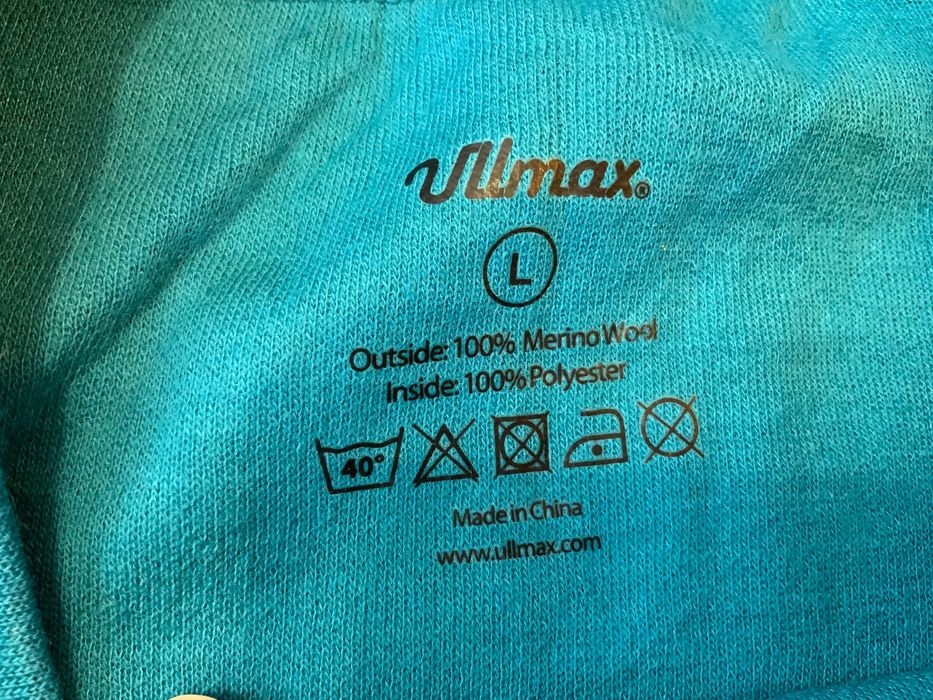 Ullmax®
L
Outside: 100% Merino Wool
Inside: 100% Polyester
40°
Made in China
www.ullmax.com